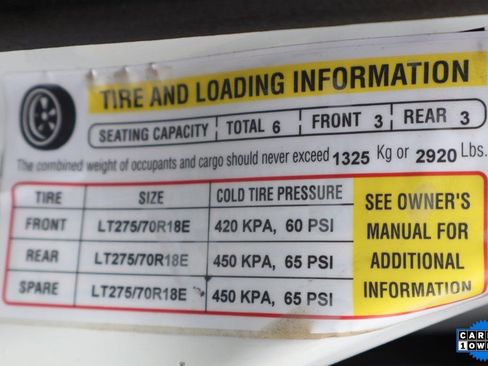 TIRE AND LOADING INFORMATION
SEATING CAPACITY TOTAL 6 FRONT 3 REAR 3
The combined weight of occupants and cargo should never exceed 1325 Kg or 2920 Lbs.
TIRE SIZE COLD TIRE PRESSURE
FRONT LT275/70R18E 420 KPA, 60 PSI
REAR LT275/70R18E 450 KPA, 65 PSI
SPARE LT275/70R18E 450 KPA, 65 PSI
SEE OWNER'S
MANUAL FOR
ADDITIONAL
INFORMATION